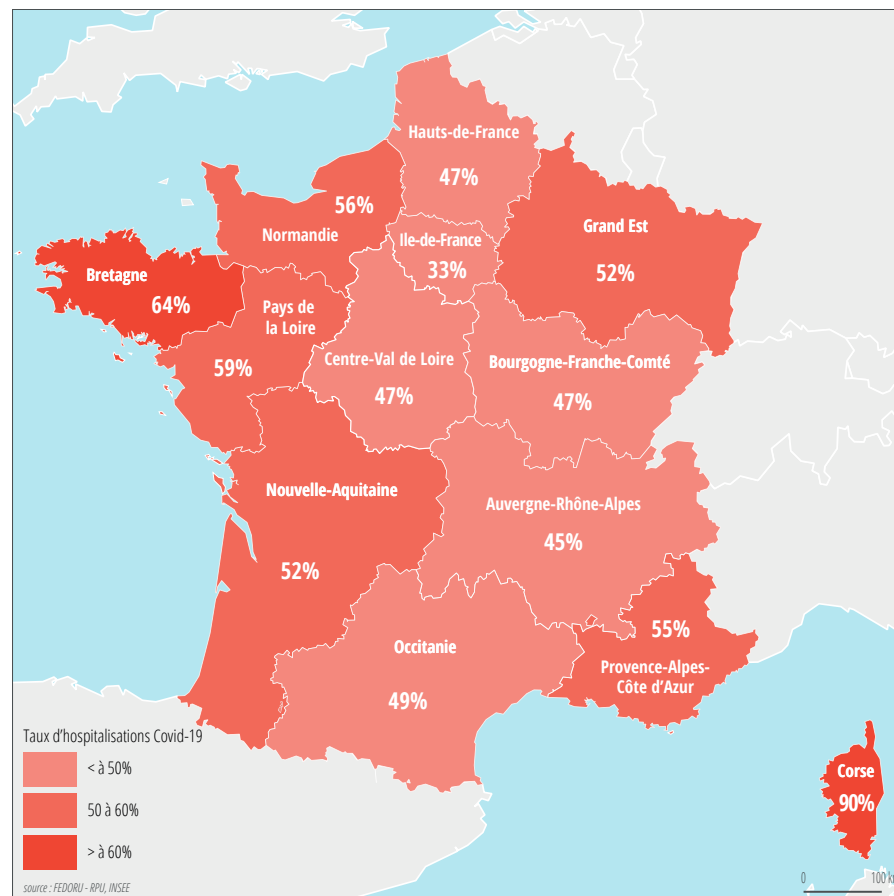 Hauts-de-France
47%
56%
Normandie
Ile-de-France
33%
Grand Est
52%
Bretagne
64%
Pays de
la Loire
59%
Centre-Val de Loire
47%
Bourgogne-Franche-Comté
47%
Nouvelle-Aquitaine
52%
Auvergne-Rhône-Alpes
45%
55%
Provence-Alpes-
Côte d'Azur
Occitanie
49%
Corse
90%
Taux d'hospitalisations Covid-19
< à 50%
50 à 60%
> à 60%
source : FEDORU - RPU, INSEE
0 100 km